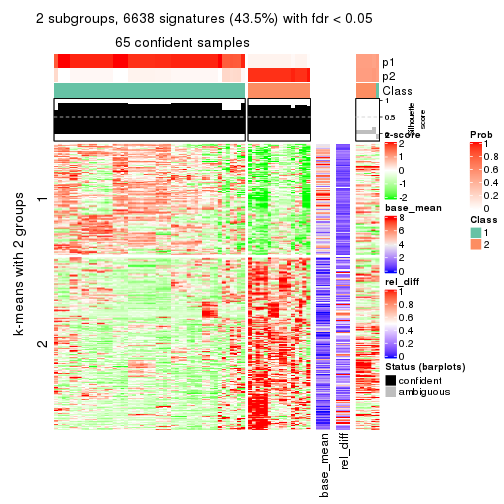 2 subgroups, 6638 signatures (43.5%) with fdr < 0.05
65 confident samples
p1
p2
Class
1
0.5
0
Silhouette
score
k-means with 2 groups
1
2
base_mean
rel_diff
z-score
2
1
0
-1
-2
base_mean
8
6
4
2
0
rel_diff
1
0.8
0.6
0.4
0.2
0
Status (barplots)
confident
ambiguous
Prob
1
0.8
0.6
0.4
0.2
0
Class
1
2